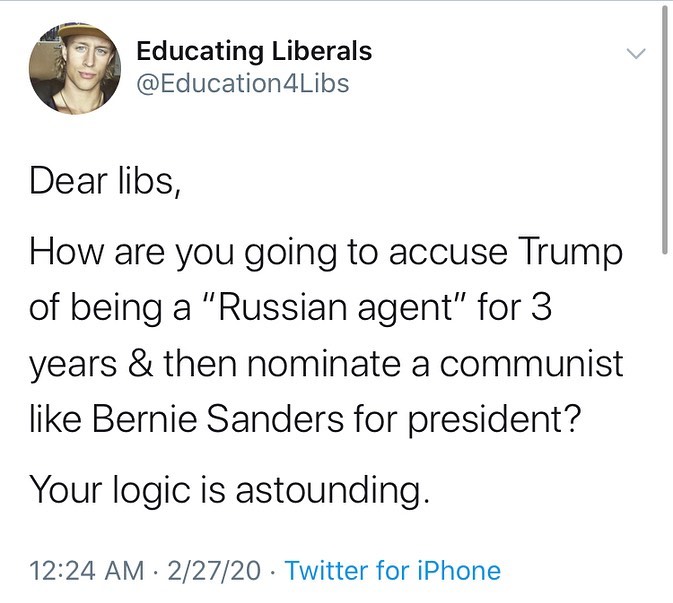 Educating Liberals
@Education4Libs
Dear libs,
How are you going to accuse Trump
of being a “Russian agent” for 3
years & then nominate a communist
like Bernie Sanders for president?
Your logic is astounding.
12:24 AM · 2/27/20 · Twitter for iPhone